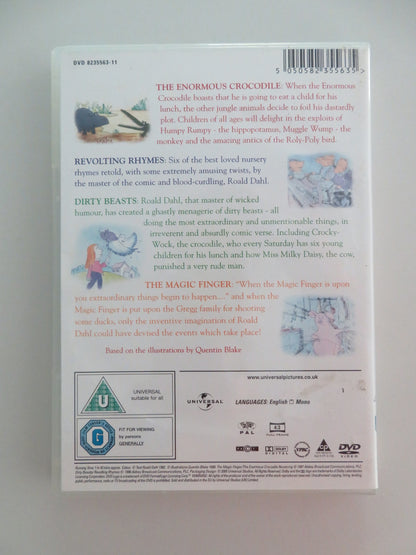 DVD 8235563-11
5 050582 355635 >
THE ENORMOUS CROCODILE: When the Enormous
Crocodile boasts that he is going to eat a child for his
lunch, the other jungle animals decide to foil his dastardly
plot. Children of all ages will delight in the exploits of
Humpy Rumpy - the hippopotamus, Muggle Wump - the
monkey and the amazing antics of the Roly-Poly bird.
REVOLTING RHYMES: Six of the best loved nursery
rhymes retold, with some extremely amusing twists, by
the master of the comic and blood-curdling, Roald Dahl.
DIRTY BEASTS: Roald Dahl, that master of wicked
humour, has created a ghastly menagerie of dirty beasts - all
doing the most extraordinary and unmentionable things, in
irreverent and absurdly comic verse. Including Crocky-
Wock, the crocodile, who every Saturday has six young
children for his lunch and how Miss Milky Daisy, the cow,
punished a very rude man.
THE MAGIC FINGER: "When the Magic Finger is upon
you extraordinary things begin to happen...." and when the
Magic Finger is put upon the Gregg family for shooting
some ducks, only the inventive imagination of Roald
Dahl could have devised the events which take place!
Based on the illustrations by Quentin Blake
www.universalpictures.co.uk
U
UNIVERSAL
suitable for all
UNIVERSAL
LANGUAGES: English Mono
G
FIT FOR VIEWING
by persons
GENERALLY
PAL
4:3
FULL FRAME
DOLBY
DIGITAL
VPRC
DVD
VIDEO